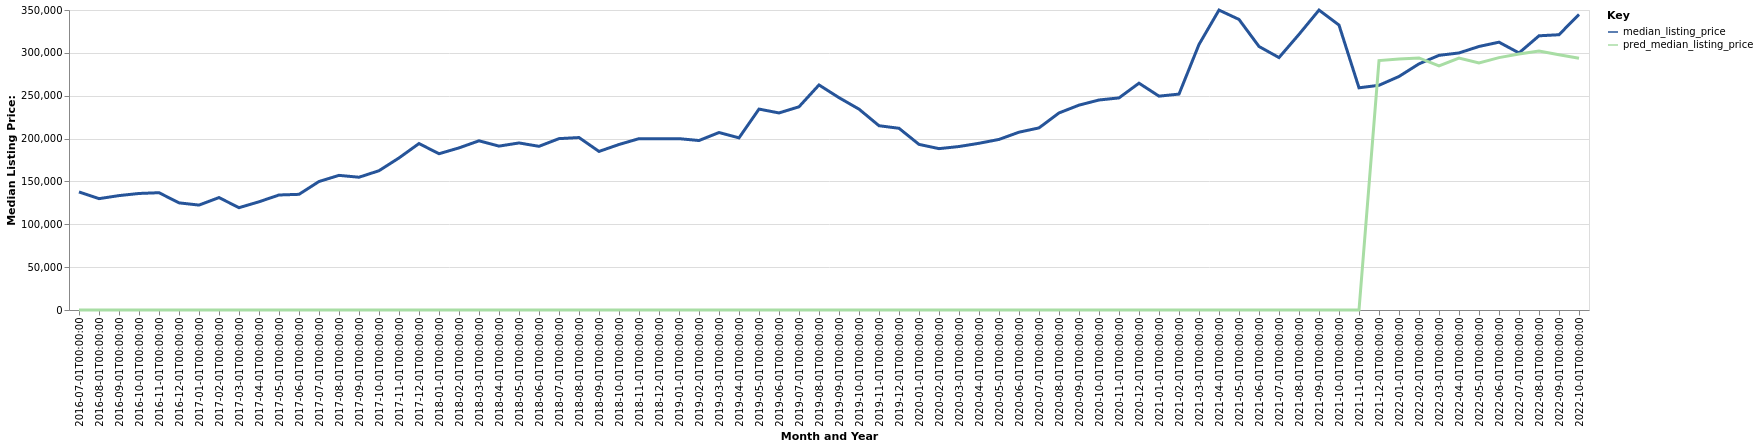 350,000
300,000
250,000
200,000
150,000
100,000
50,000
0
Median Listing Price:
2016-07-01T00:00:00
2016-08-01T00:00:00
2016-09-01T00:00:00
2016-10-01T00:00:00
2016-11-01T00:00:00
2016-12-01T00:00:00
2017-01-01T00:00:00
2017-02-01T00:00:00
2017-03-01T00:00:00
2017-04-01T00:00:00
2017-05-01T00:00:00
2017-06-01T00:00:00
2017-07-01T00:00:00
2017-08-01T00:00:00
2017-09-01T00:00:00
2017-10-01T00:00:00
2017-11-01T00:00:00
2017-12-01T00:00:00
2018-01-01T00:00:00
2018-02-01T00:00:00
2018-03-01T00:00:00
2018-04-01T00:00:00
2018-05-01T00:00:00
2018-06-01T00:00:00
2018-07-01T00:00:00
2018-08-01T00:00:00
2018-09-01T00:00:00
2018-10-01T00:00:00
2018-11-01T00:00:00
2018-12-01T00:00:00
2019-01-01T00:00:00
2019-02-01T00:00:00
2019-03-01T00:00:00
2019-04-01T00:00:00
2019-05-01T00:00:00
2019-06-01T00:00:00
2019-07-01T00:00:00
2019-08-01T00:00:00
2019-09-01T00:00:00
2019-10-01T00:00:00
2019-11-01T00:00:00
2019-12-01T00:00:00
2020-01-01T00:00:00
2020-02-01T00:00:00
2020-03-01T00:00:00
2020-04-01T00:00:00
2020-05-01T00:00:00
2020-06-01T00:00:00
2020-07-01T00:00:00
2020-08-01T00:00:00
2020-09-01T00:00:00
2020-10-01T00:00:00
2020-11-01T00:00:00
2020-12-01T00:00:00
2021-01-01T00:00:00
2021-02-01T00:00:00
2021-03-01T00:00:00
2021-04-01T00:00:00
2021-05-01T00:00:00
2021-06-01T00:00:00
2021-07-01T00:00:00
2021-08-01T00:00:00
2021-09-01T00:00:00
2021-10-01T00:00:00
2021-11-01T00:00:00
2021-12-01T00:00:00
2022-01-01T00:00:00
2022-02-01T00:00:00
2022-03-01T00:00:00
2022-04-01T00:00:00
2022-05-01T00:00:00
2022-06-01T00:00:00
2022-07-01T00:00:00
2022-08-01T00:00:00
2022-09-01T00:00:00
2022-10-01T00:00:00
Month and Year
Key
median_listing_price
pred_median_listing_price